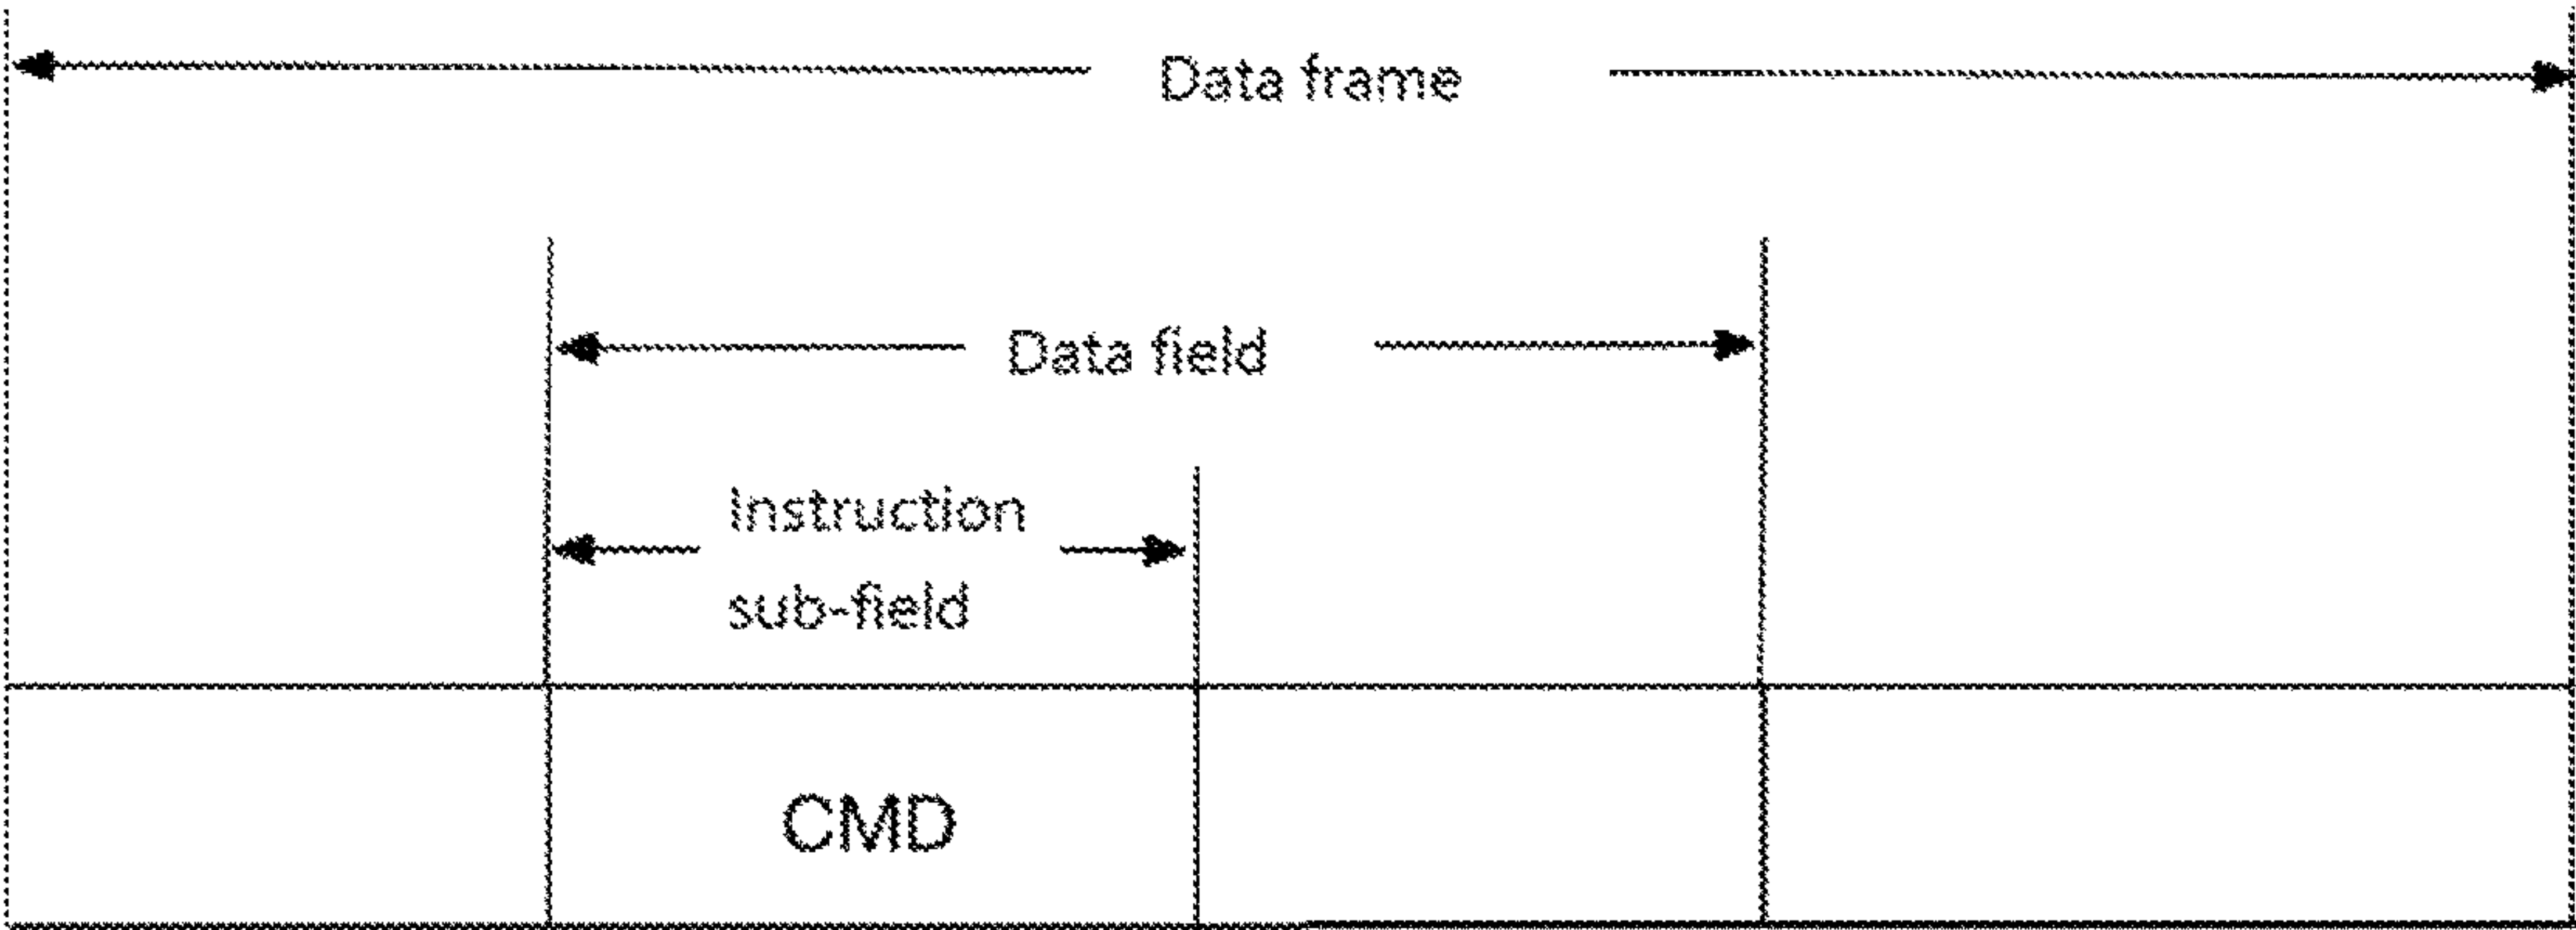 Data frame
Data field
Instruction
sub-field
CMD